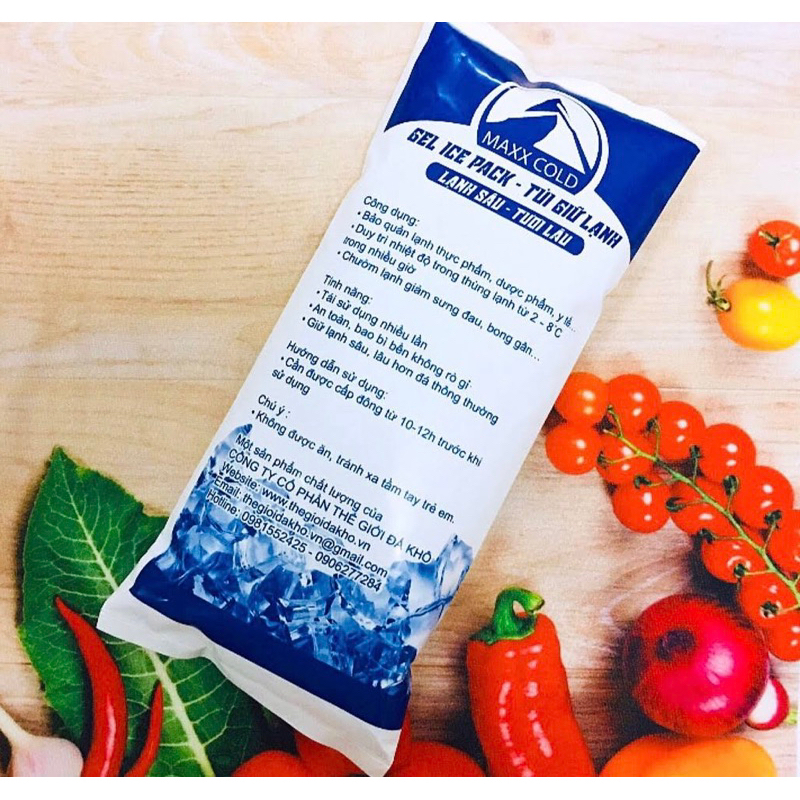 MAXX COLD
GEL ICE PACK - TÚI GIỮ LẠNH
LẠNH SÂU - TƯƠI LÂU
Công dụng:
• Bảo quản lạnh thực phẩm, dược phẩm, y tế...
• Duy trì nhiệt độ trong thùng lạnh từ 2 - 8°C
trong nhiều giờ
• Chườm lạnh giảm sưng đau, bong gân...
Tính năng:
• Tái sử dụng nhiều lần
• An toàn, bao bì bền không rò gỉ
• Giữ lạnh sâu, lâu hơn đá thông thường
Hướng dẫn sử dụng:
• Cần được cấp đông từ 10-12h trước khi
sử dụng
Chú ý :
• Không được ăn, tránh xa tầm tay trẻ em.
Một sản phẩm chất lượng của
CÔNG TY CỔ PHẦN THẾ GIỚI ĐÁ KHÔ
Website: www.thegioidakho.vn
Email: thegioidakho.vn@gmail.com
Hotline: 0981552425 - 0906277284